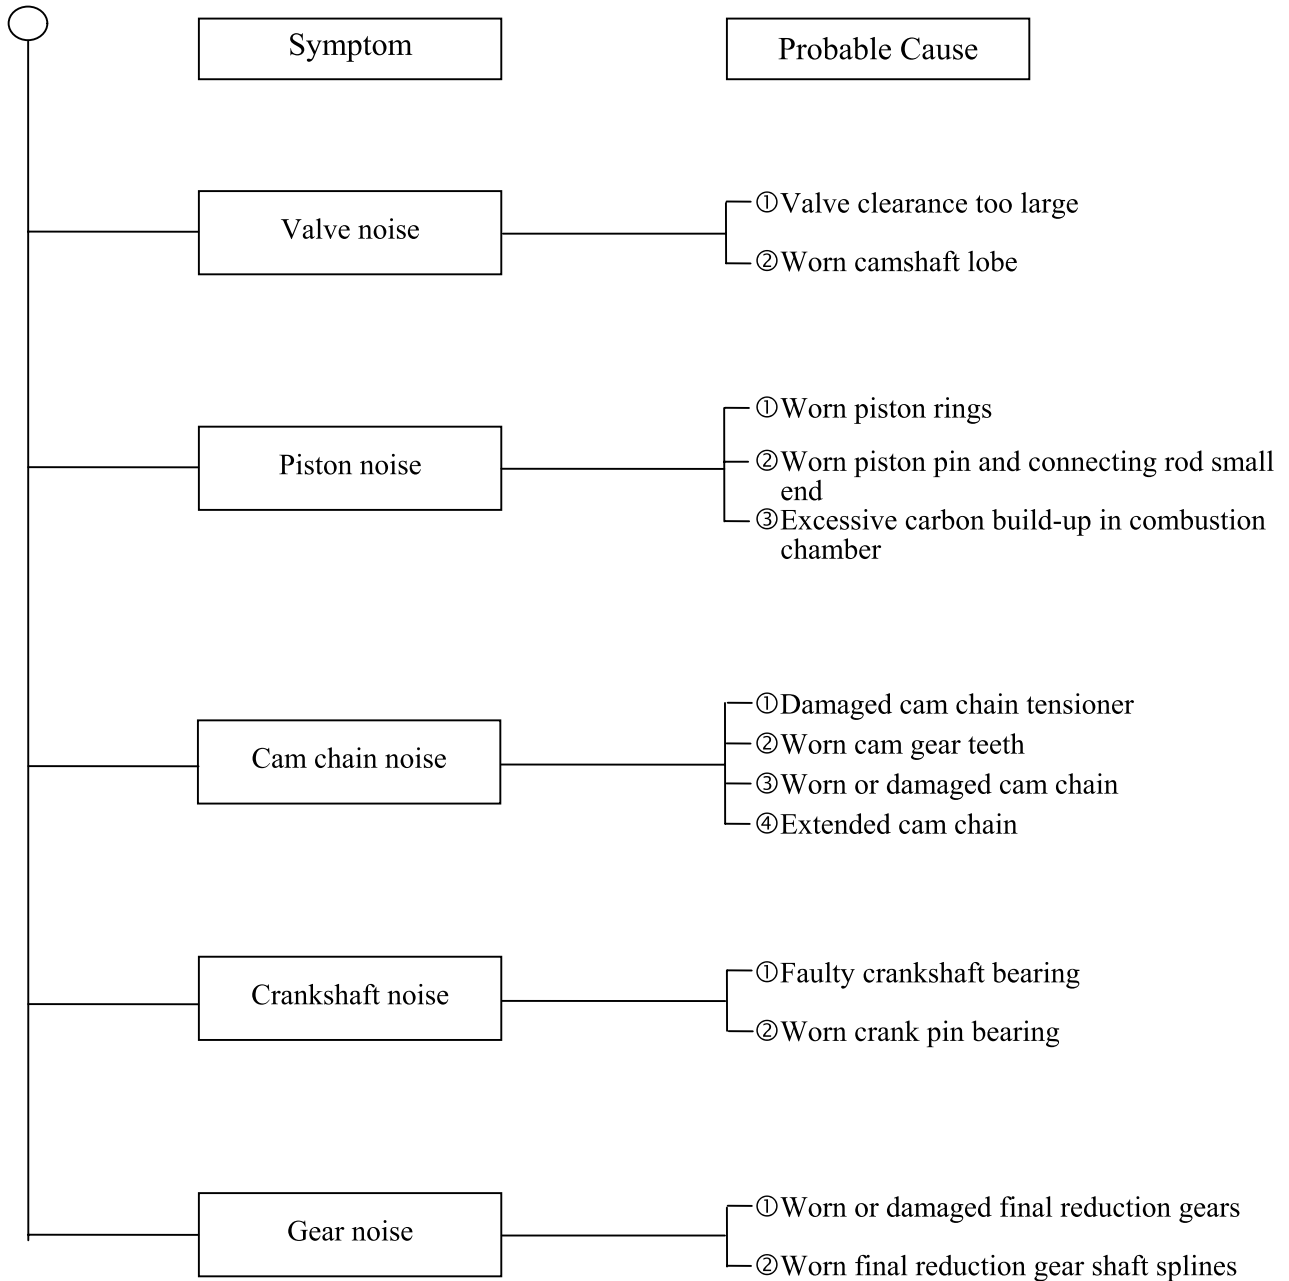 Symptom
Probable Cause
Valve noise
①Valve clearance too large
②Worn camshaft lobe
Piston noise
①Worn piston rings
②Worn piston pin and connecting rod small
end
③Excessive carbon build-up in combustion
chamber
Cam chain noise
①Damaged cam chain tensioner
②Worn cam gear teeth
③Worn or damaged cam chain
④Extended cam chain
Crankshaft noise
①Faulty crankshaft bearing
②Worn crank pin bearing
Gear noise
①Worn or damaged final reduction gears
②Worn final reduction gear shaft splines